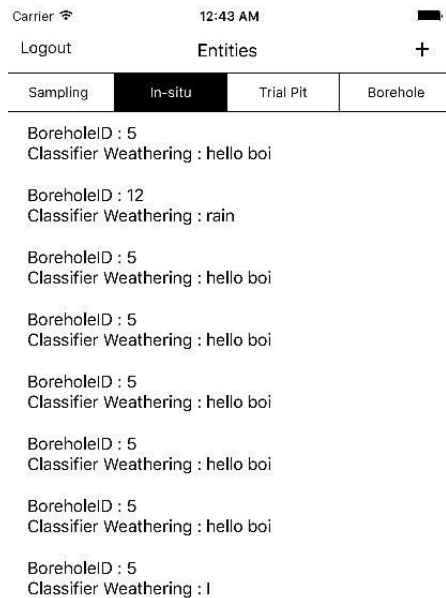 Carrier 12:43 AM
Logout Entities +
Sampling In-situ Trial Pit Borehole
BoreholeID : 5
Classifier Weathering : hello boi
BoreholeID : 12
Classifier Weathering : rain
BoreholeID : 5
Classifier Weathering : hello boi
BoreholeID : 5
Classifier Weathering : hello boi
BoreholeID : 5
Classifier Weathering : hello boi
BoreholeID : 5
Classifier Weathering : hello boi
BoreholeID : 5
Classifier Weathering : hello boi
BoreholeID : 5
Classifier Weathering : I